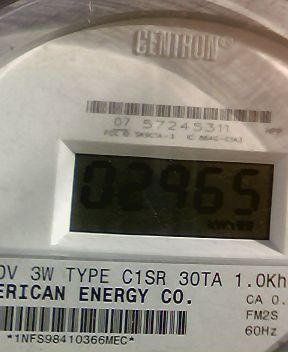 CENTRON®
07 57245311
02965
0V 3W TYPE C1SR 30TA 1.0Kh
ERICAN ENERGY CO.
CA 0.
FM2S
60Hz
*1NFS98410366MEC*